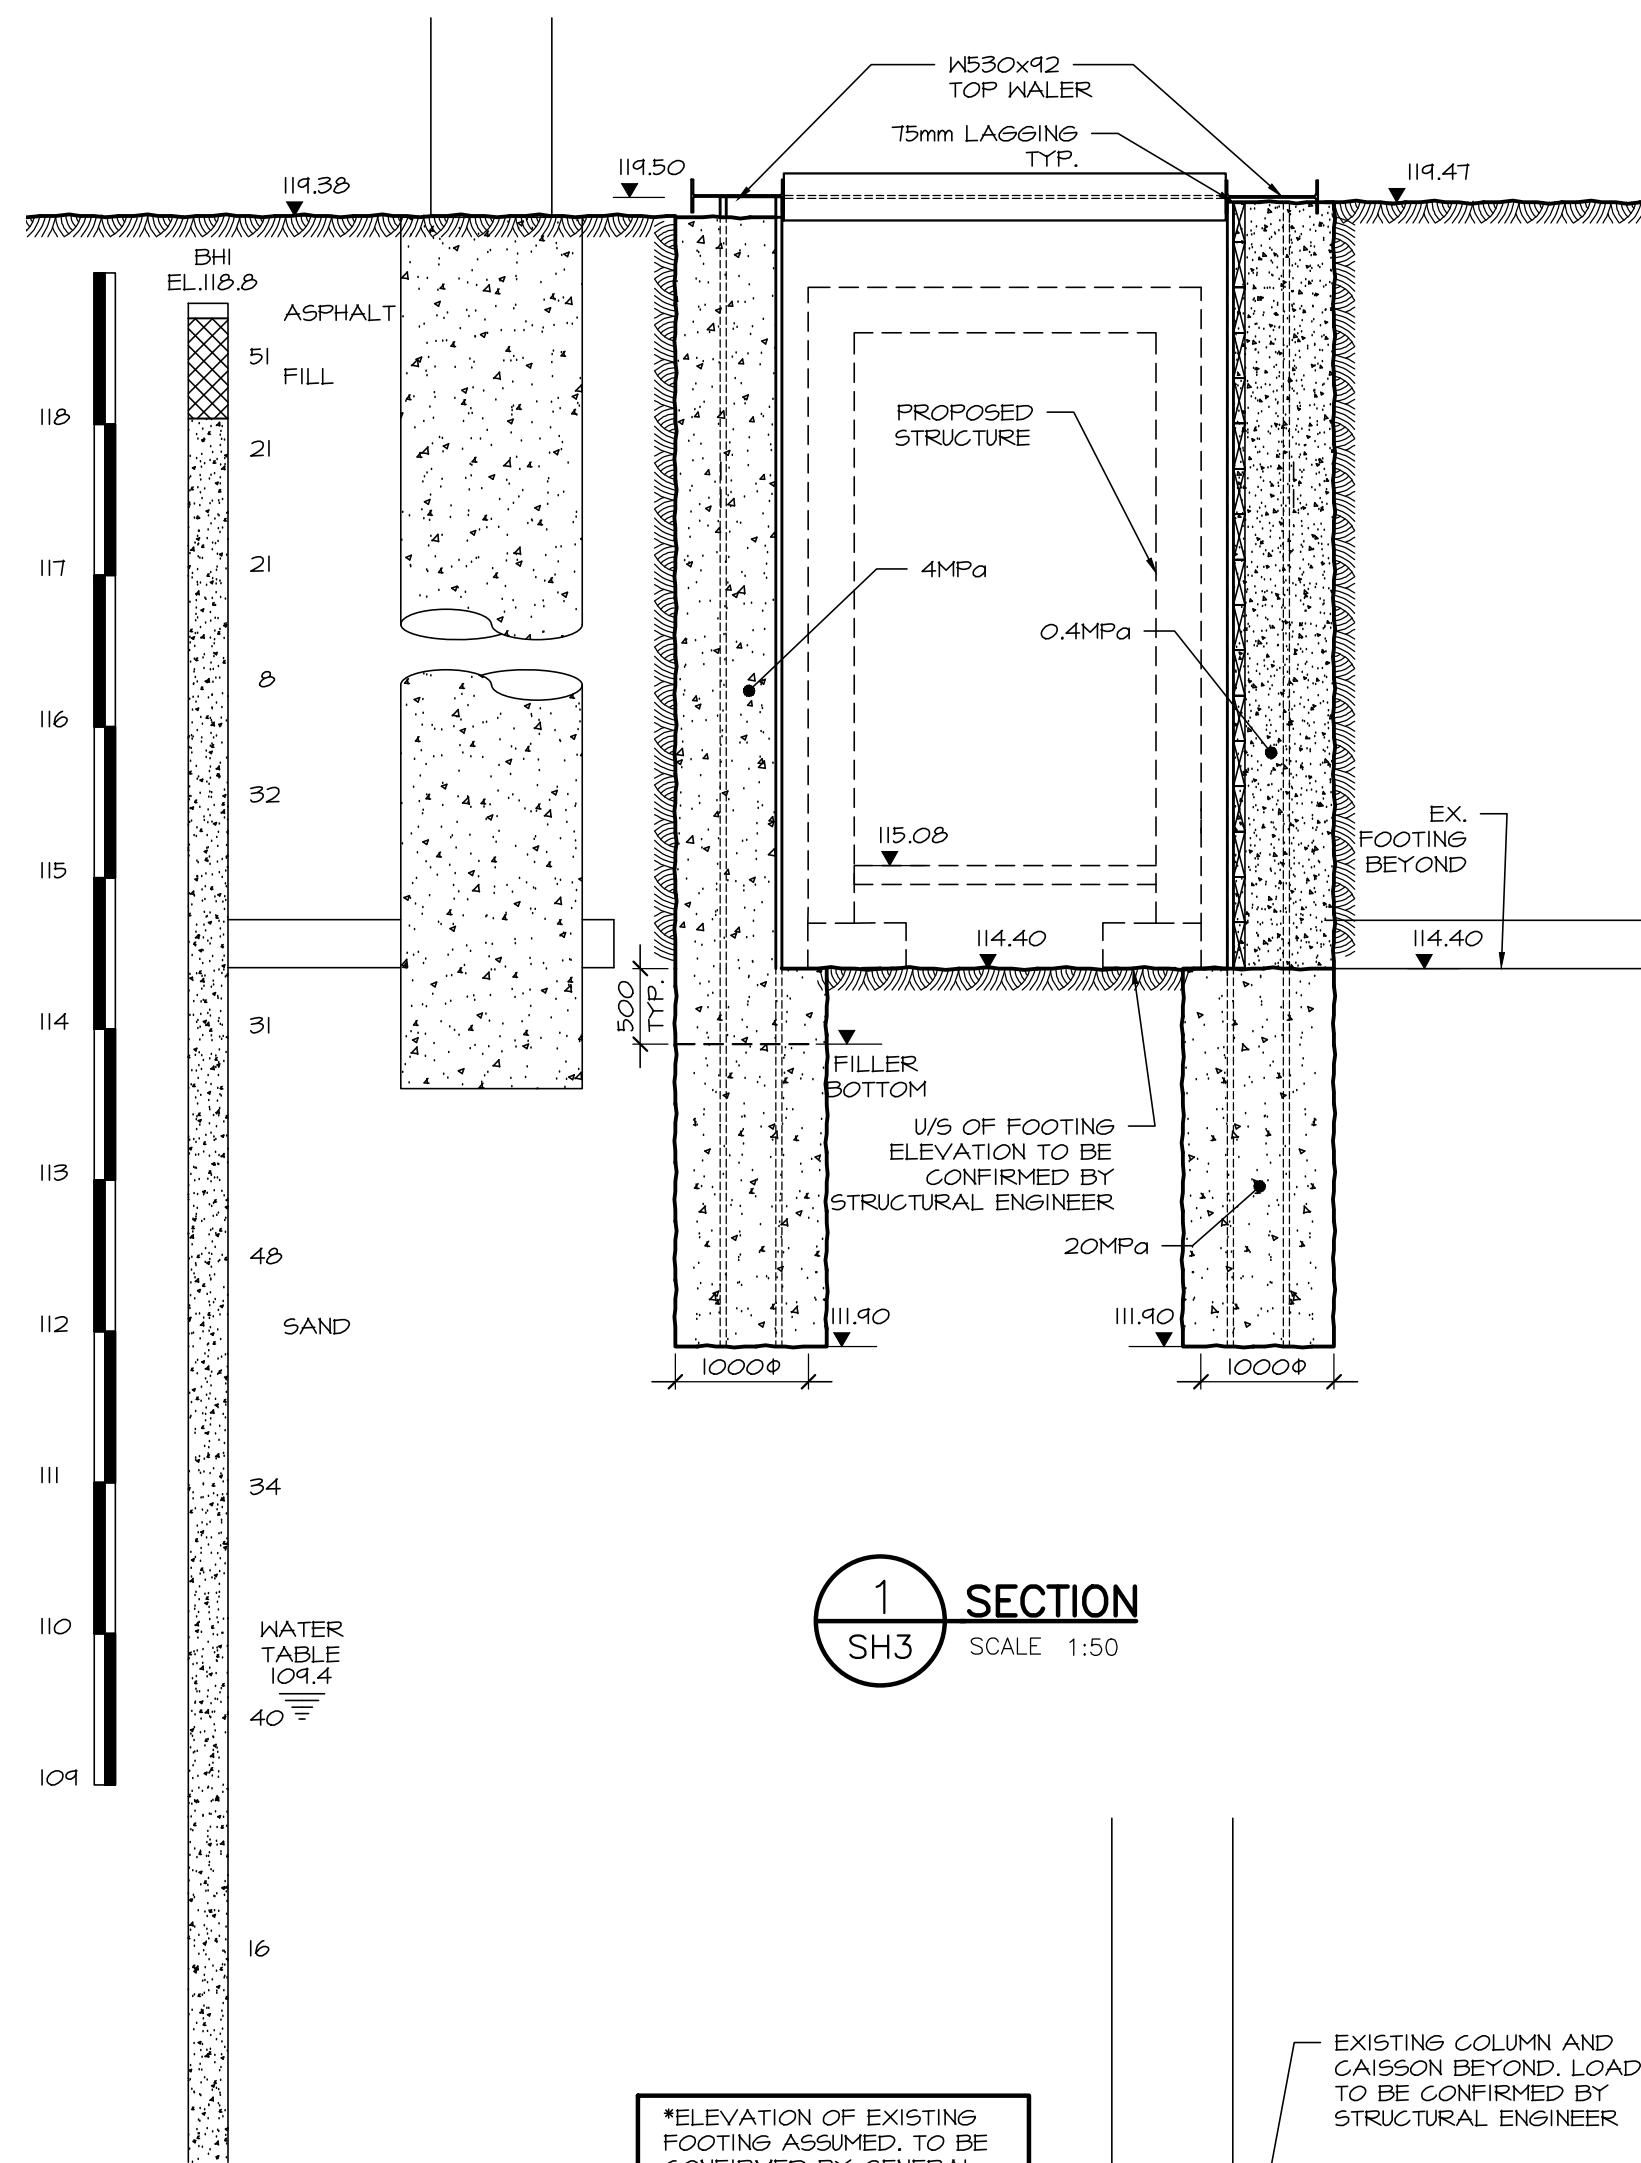 W530x92
TOP WALER
75mm LAGGING
TYP.
119.50
119.47
119.38
BH1
EL.118.8
ASPHALT
51
FILL
118
21
PROPOSED
STRUCTURE
117
21
4MPa
0.4MPa
8
116
32
EX.
FOOTING
BEYOND
115.08
115
114.40
114.40
500
TYP.
114
31
FILLER
BOTTOM
U/S OF FOOTING
ELEVATION TO BE
CONFIRMED BY
STRUCTURAL ENGINEER
113
20MPa
48
112
SAND
111.90
111.90
1000Φ
1000Φ
111
34
1
SH3
SECTION
SCALE 1:50
110
WATER
TABLE
109.4
40
109
16
EXISTING COLUMN AND
CAISSON BEYOND. LOAD
TO BE CONFIRMED BY
STRUCTURAL ENGINEER
*ELEVATION OF EXISTING
FOOTING ASSUMED. TO BE
CONFIRMED BY GENERAL